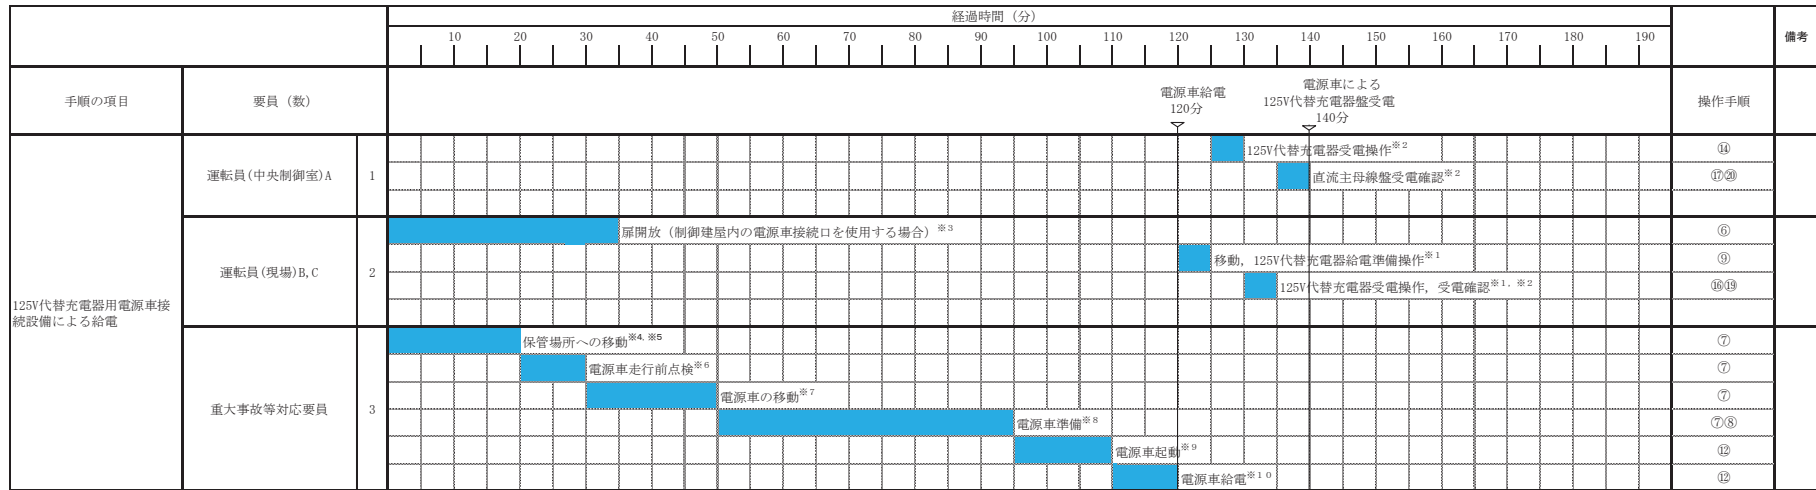 経過時間（分）
備考
10 20 30 40 50 60 70 80 90 100 110 120 130 140 150 160 170 180 190
手順の項目
要員（数）
電源車給電
120分
電源車による
125V代替充電器盤受電
140分
操作手順
125V代替充電器用電源車接
続設備による給電
運転員(中央制御室)A
1
125V代替充電器受電操作※2
⑭
直流主母線盤受電確認※2
⑰⑳
運転員(現場)B,C
2
扉開放（制御建屋内の電源車接続口を使用する場合）※3
⑥
移動，125V代替充電器給電準備操作※1
⑨
125V代替充電器受電操作，受電確認※1，※2
⑯⑲
重大事故等対応要員
3
保管場所への移動※4，※5
⑦
電源車走行前点検※6
⑦
電源車の移動※7
⑦
電源車準備※8
⑦⑧
電源車起動※9
⑫
電源車給電※10
⑫